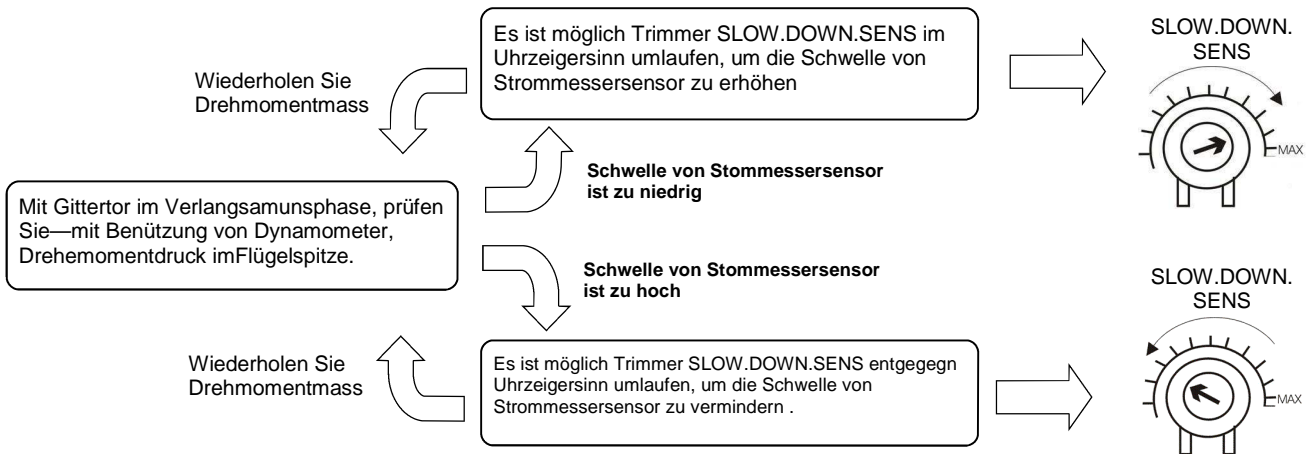 Es ist möglich Trimmer SLOW.DOWN.SENS im
Uhrzeigersinn umlaufen, um die Schwelle von
Strommessersensor zu erhöhen
SLOW.DOWN.
SENS
MAX
Wiederholen Sie
Drehmomentmass
Schwelle von Stommessersensor
ist zu niedrig
Mit Gittertor im Verlangsamunsphase, prüfen
Sie—mit Benützung von Dynamometer,
Drehemomentdruck imFlügelspitze.
Schwelle von Stommessersensor
ist zu hoch
SLOW.DOWN.
SENS
MAX
Wiederholen Sie
Drehmomentmass
Es ist möglich Trimmer SLOW.DOWN.SENS entgegegn
Uhrzeigersinn umlaufen, um die Schwelle von
Strommessersensor zu vermindern .